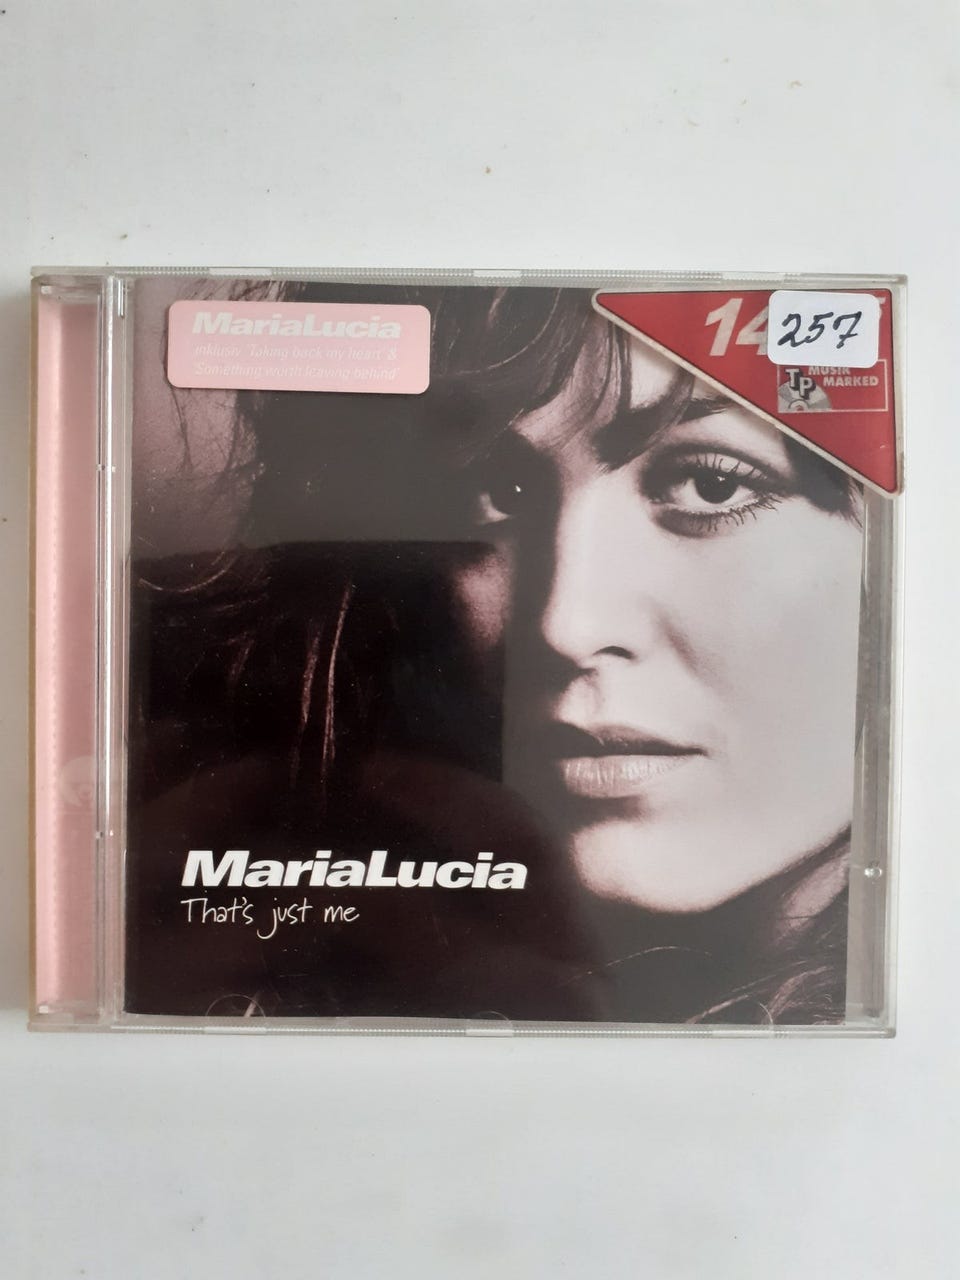 MariaLucia
inklusiv 'Taking back my heart' &
'Something worth leaving behind'
14
257
TP
MUSIK
MARKED
MariaLucia
That's just me